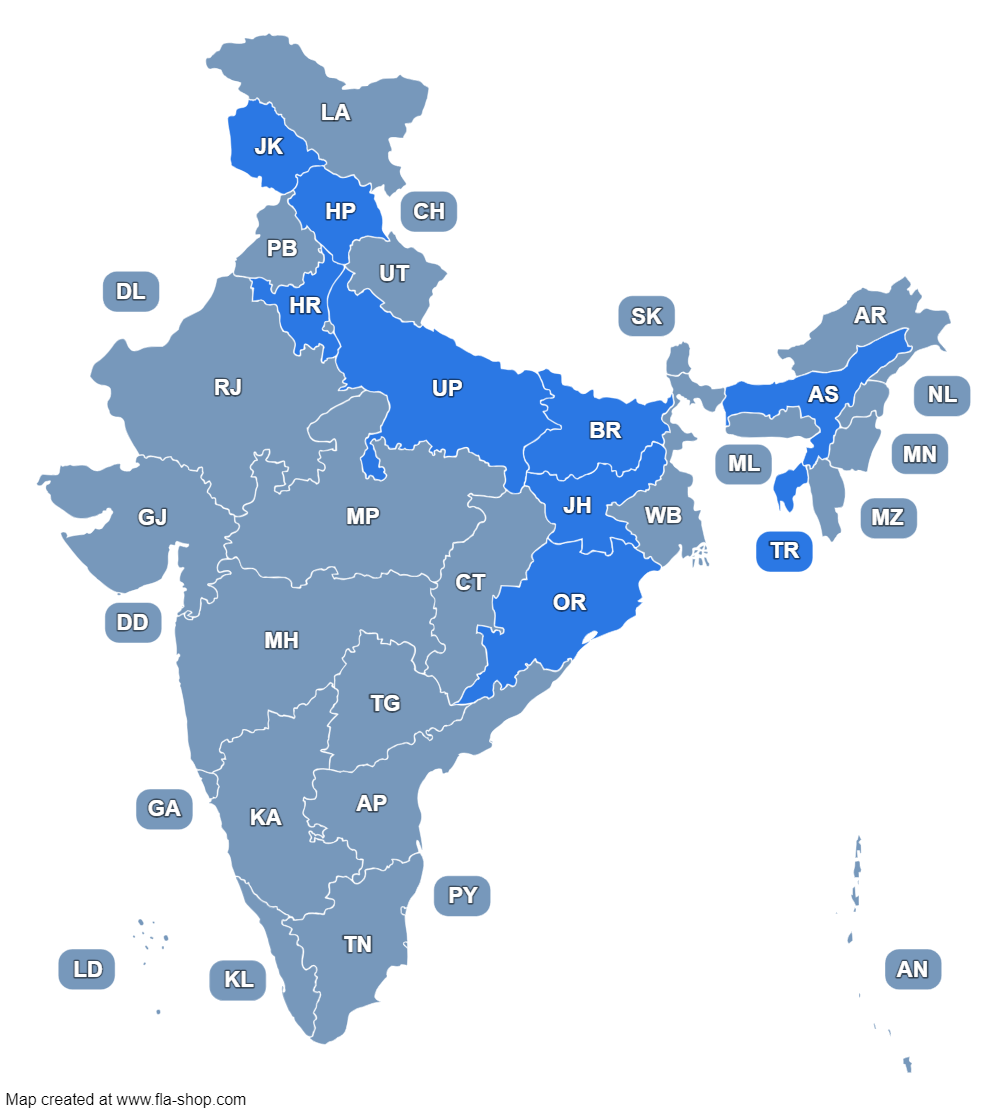 LA
JK
HP
CH
PB
UT
DL
HR
SK
AR
RJ
UP
AS
NL
BR
ML
MN
GJ
MP
JH
WB
MZ
TR
CT
OR
DD
MH
TG
GA
AP
KA
PY
TN
LD
KL
AN
Map created at www.fla-shop.com